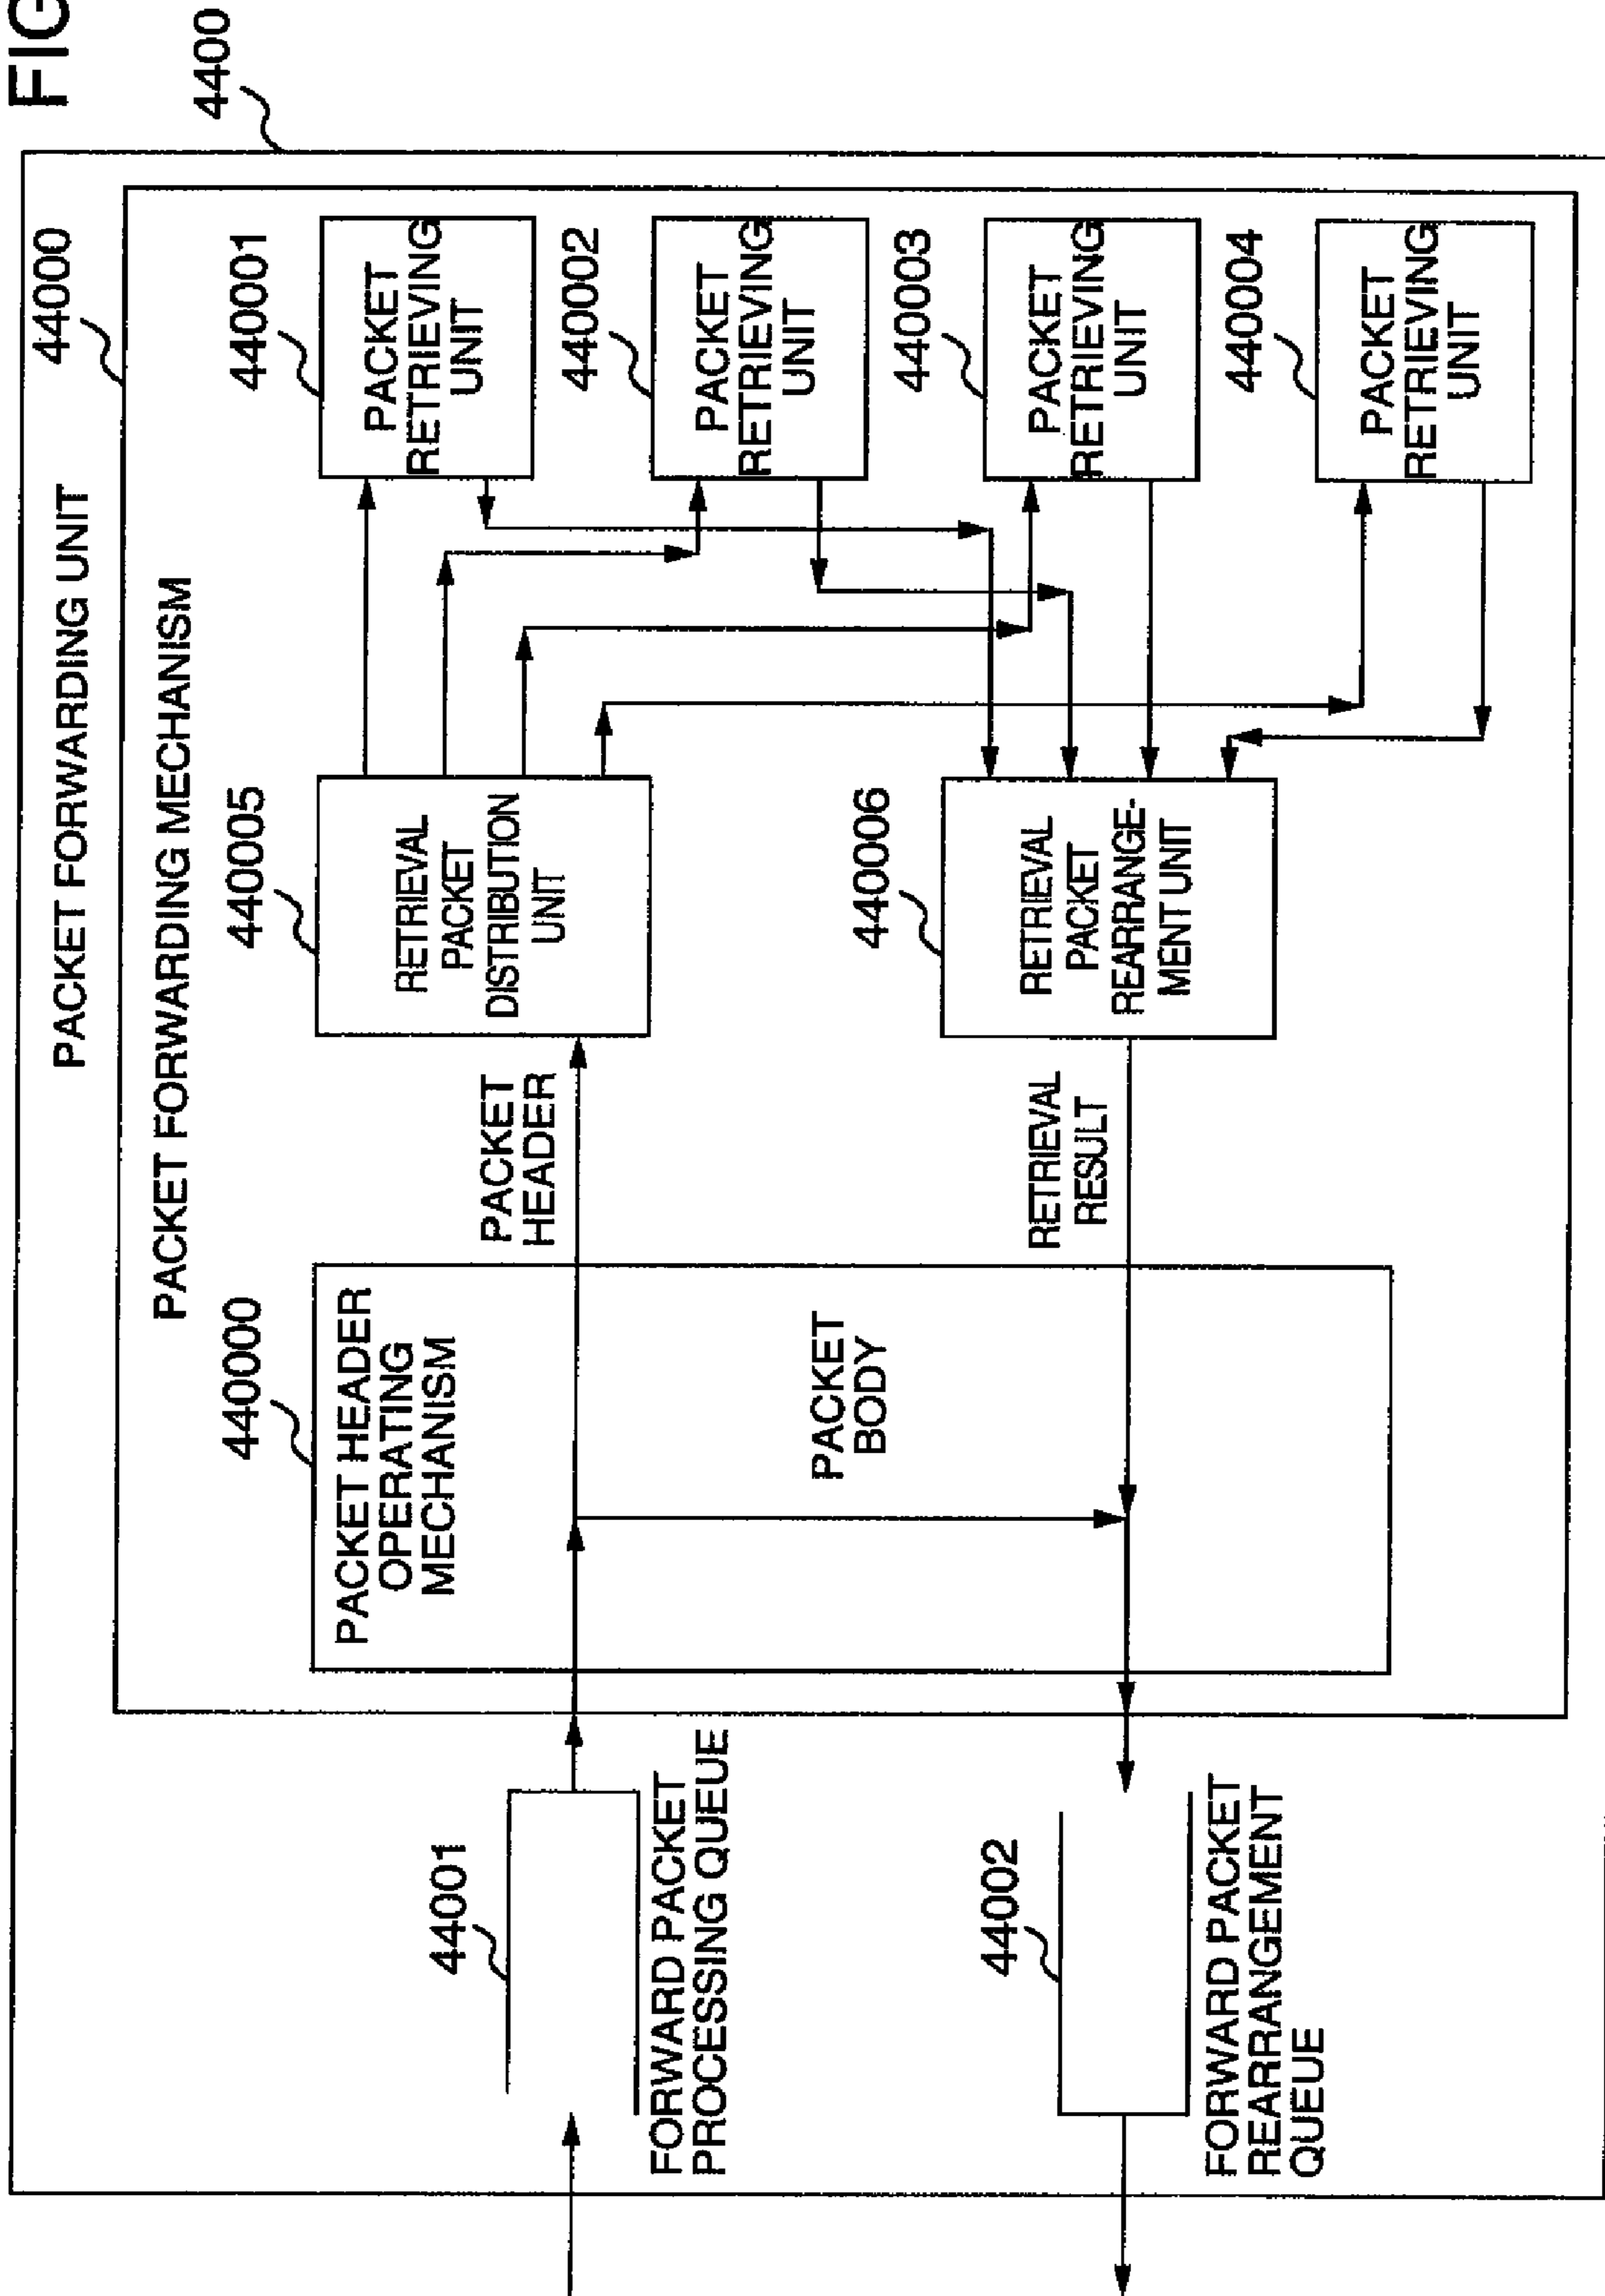 FIG
4400
PACKET FORWARDING UNIT
44000
PACKET FORWARDING MECHANISM
440000
PACKET HEADER
OPERATING
MECHANISM
PACKET
BODY
PACKET
HEADER
RETRIEVAL
RESULT
440005
RETRIEVAL
PACKET
DISTRIBUTION
UNIT
440006
RETRIEVAL
PACKET
REARRANGE-
MENT UNIT
440001
PACKET
RETRIEVING
UNIT
440002
PACKET
RETRIEVING
UNIT
440003
PACKET
RETRIEVING
UNIT
440004
PACKET
RETRIEVING
UNIT
44001
FORWARD PACKET
PROCESSING QUEUE
44002
FORWARD PACKET
REARRANGEMENT
QUEUE